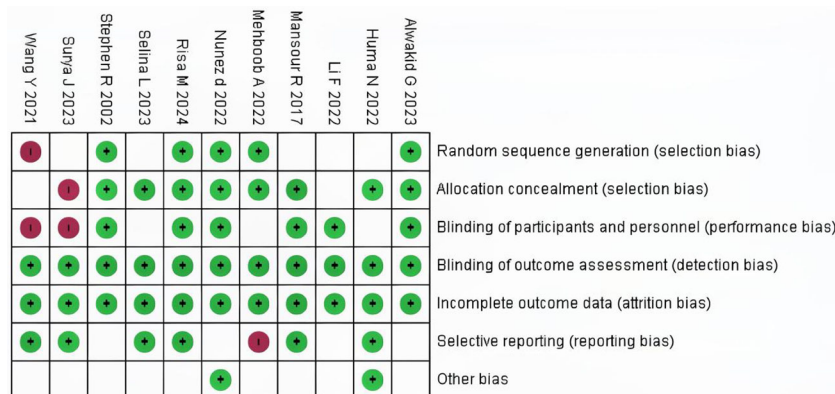 Wang Y 2021
Sunya J 2023
Stephen R 2002
Selina L 2023
Risa M 2024
Nunez d 2022
Mehboob A 2022
Mansour R 2017
Li F 2022
Huma N 2022
Alwakid G 2023
- + + + + Random sequence generation (selection bias)
- + + + + + + + + Allocation concealment (selection bias)
- - + + + + + + Blinding of participants and personnel (performance bias)
+ + + + + + + + + + + Blinding of outcome assessment (detection bias)
+ + + + + + + + + + + Incomplete outcome data (attrition bias)
+ + + + - + + Selective reporting (reporting bias)
+ + Other bias